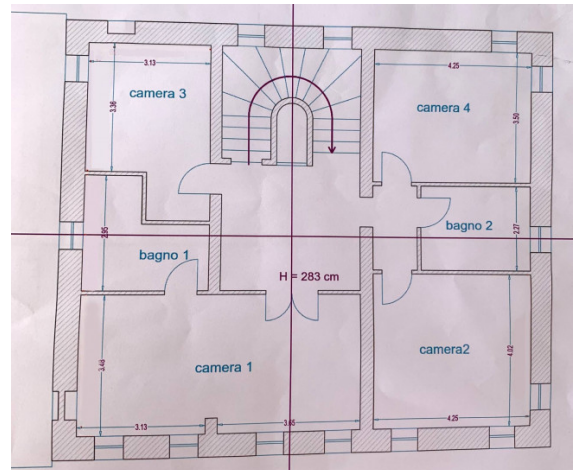 3.13
4.25
camera 3
3.36
camera 4
3.50
2.95
bagno 1
bagno 2
2.27
H = 283 cm
3.48
camera 1
camera2
4.02
3.13
3.65
4.25